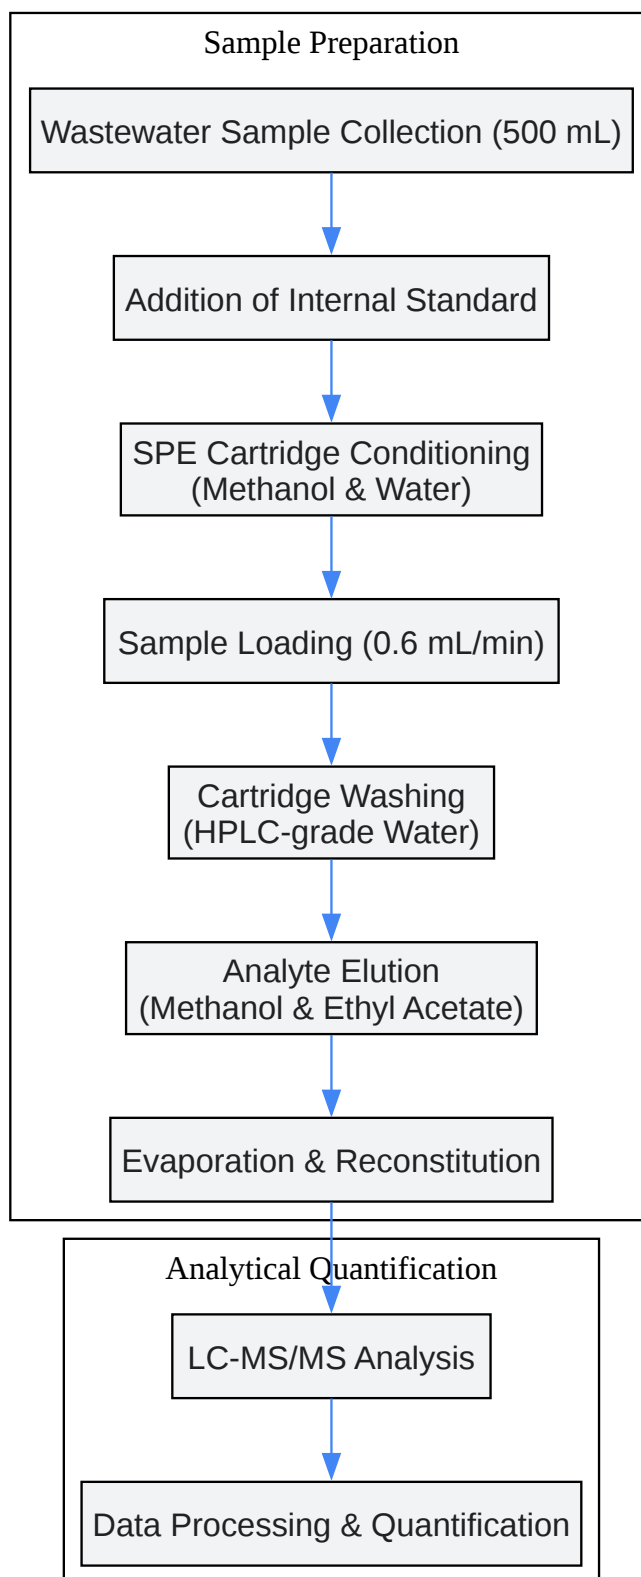 Sample Preparation
Wastewater Sample Collection (500 mL)
Addition of Internal Standard
SPE Cartridge Conditioning
(Methanol & Water)
Sample Loading (0.6 mL/min)
Cartridge Washing
(HPLC-grade Water)
Analyte Elution
(Methanol & Ethyl Acetate)
Evaporation & Reconstitution
Analytical Quantification
LC-MS/MS Analysis
Data Processing & Quantification